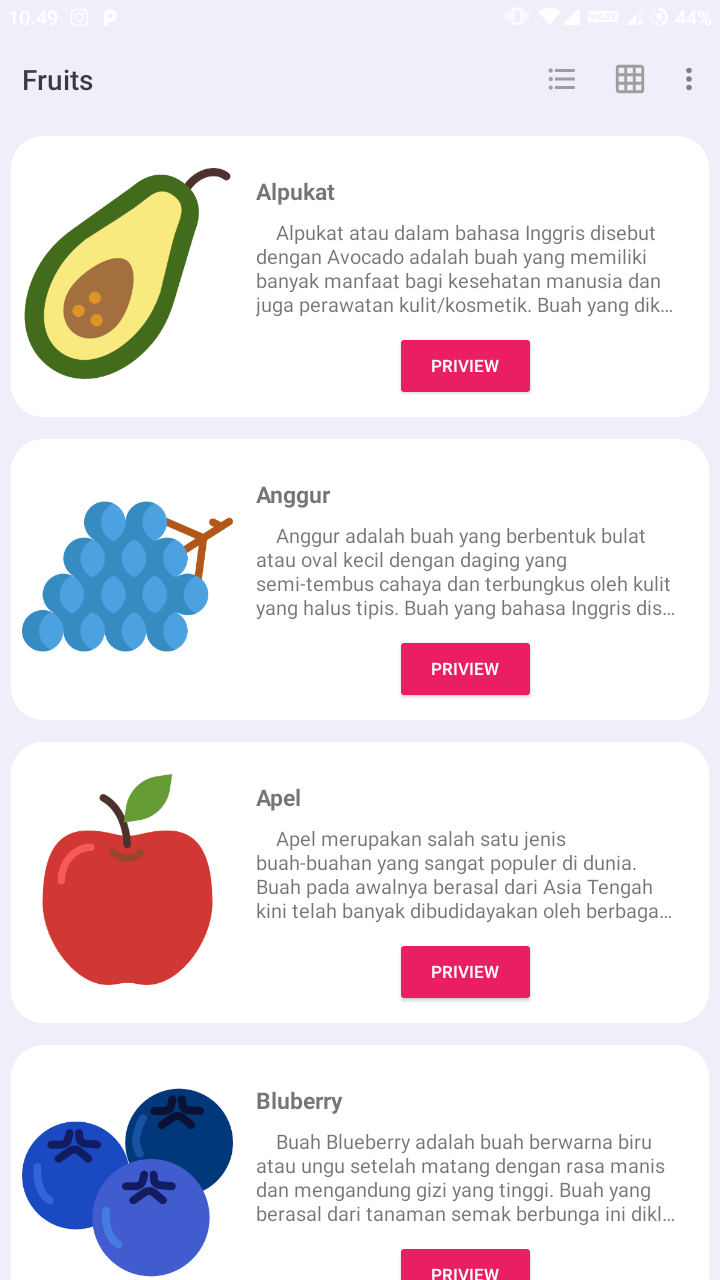 10.49
VoLTE
44%
Fruits
Alpukat
Alpukat atau dalam bahasa Inggris disebut
dengan Avocado adalah buah yang memiliki
banyak manfaat bagi kesehatan manusia dan
juga perawatan kulit/kosmetik. Buah yang dik...
PRIVIEW
Anggur
Anggur adalah buah yang berbentuk bulat
atau oval kecil dengan daging yang
semi-tembus cahaya dan terbungkus oleh kulit
yang halus tipis. Buah yang bahasa Inggris dis...
PRIVIEW
Apel
Apel merupakan salah satu jenis
buah-buahan yang sangat populer di dunia.
Buah pada awalnya berasal dari Asia Tengah
kini telah banyak dibudidayakan oleh berbaga...
PRIVIEW
Bluberry
Buah Blueberry adalah buah berwarna biru
atau ungu setelah matang dengan rasa manis
dan mengandung gizi yang tinggi. Buah yang
berasal dari tanaman semak berbunga ini dikl...
PRIVIEW